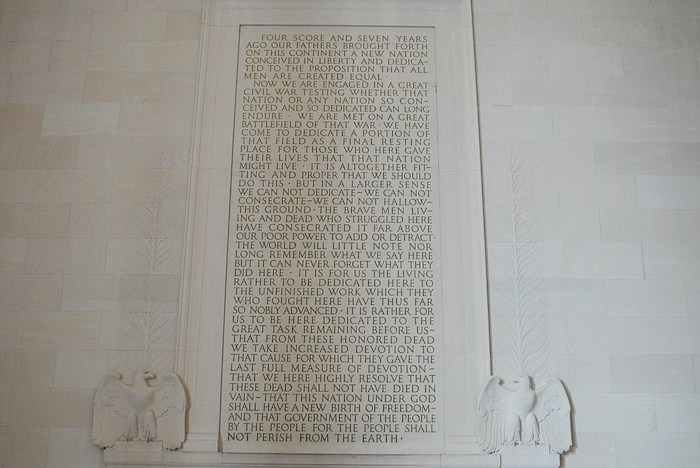 FOUR SCORE AND SEVEN YEARS
AGO OUR FATHERS BROUGHT FORTH
ON THIS CONTINENT A NEW NATION
CONCEIVED IN LIBERTY AND DEDICA–
TED TO THE PROPOSITION THAT ALL
MEN ARE CREATED EQUAL ·
NOW WE ARE ENGAGED IN A GREAT
CIVIL WAR TESTING WHETHER THAT
NATION OR ANY NATION SO CON–
CEIVED AND SO DEDICATED CAN LONG
ENDURE · WE ARE MET ON A GREAT
BATTLEFIELD OF THAT WAR · WE HAVE
COME TO DEDICATE A PORTION OF
THAT FIELD AS A FINAL RESTING
PLACE FOR THOSE WHO HERE GAVE
THEIR LIVES THAT THAT NATION
MIGHT LIVE · IT IS ALTOGETHER FIT–
TING AND PROPER THAT WE SHOULD
DO THIS · BUT IN A LARGER SENSE
WE CAN NOT DEDICATE–WE CAN NOT
CONSECRATE–WE CAN NOT HALLOW–
THIS GROUND · THE BRAVE MEN LIV–
ING AND DEAD WHO STRUGGLED HERE
HAVE CONSECRATED IT FAR ABOVE
OUR POOR POWER TO ADD OR DETRACT ·
THE WORLD WILL LITTLE NOTE NOR
LONG REMEMBER WHAT WE SAY HERE
BUT IT CAN NEVER FORGET WHAT THEY
DID HERE · IT IS FOR US THE LIVING
RATHER TO BE DEDICATED HERE TO
THE UNFINISHED WORK WHICH THEY
WHO FOUGHT HERE HAVE THUS FAR
SO NOBLY ADVANCED · IT IS RATHER FOR
US TO BE HERE DEDICATED TO THE
GREAT TASK REMAINING BEFORE US–
THAT FROM THESE HONORED DEAD
WE TAKE INCREASED DEVOTION TO
THAT CAUSE FOR WHICH THEY GAVE THE
LAST FULL MEASURE OF DEVOTION–
THAT WE HERE HIGHLY RESOLVE THAT
THESE DEAD SHALL NOT HAVE DIED IN
VAIN–THAT THIS NATION UNDER GOD
SHALL HAVE A NEW BIRTH OF FREEDOM–
AND THAT GOVERNMENT OF THE PEOPLE
BY THE PEOPLE FOR THE PEOPLE SHALL
NOT PERISH FROM THE EARTH ·